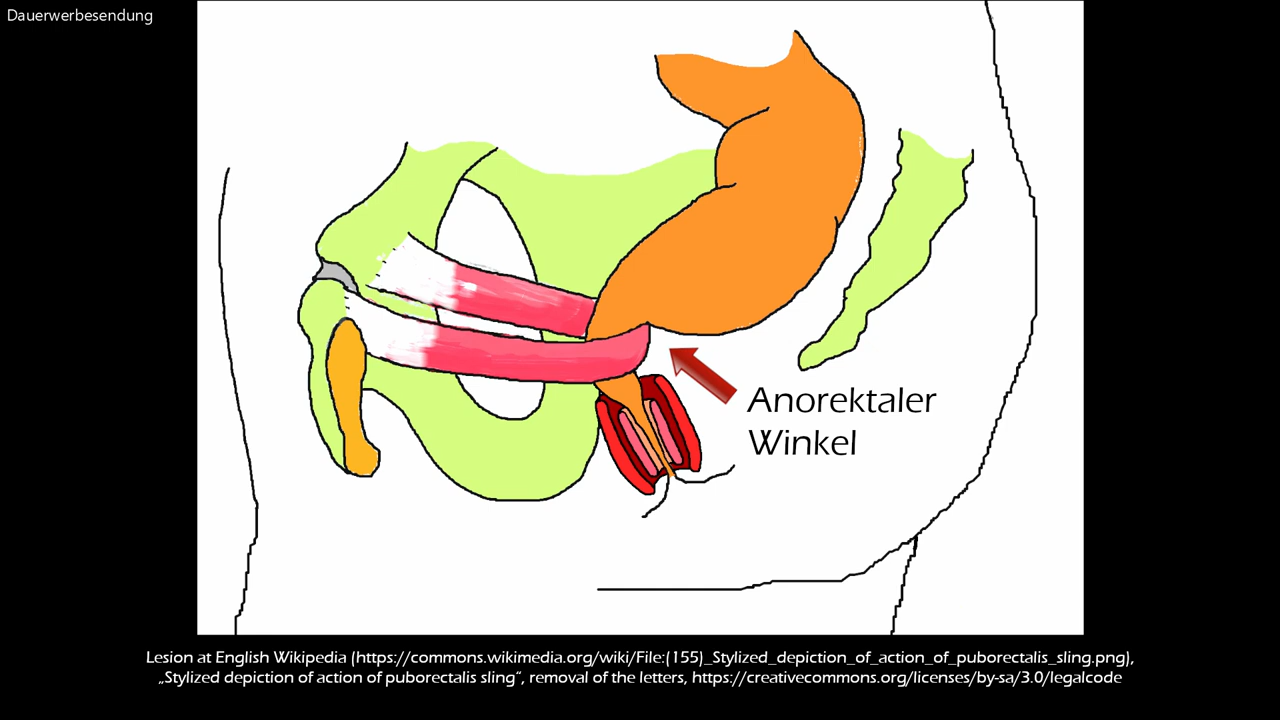 Dauerwerbesendung
Anorektaler
Winkel
Lesion at English Wikipedia (https://commons.wikimedia.org/wiki/File:(155)_Stylized_depiction_of_action_of_puborectalis_sling.png),
„Stylized depiction of action of puborectalis sling“, removal of the letters, https://creativecommons.org/licenses/by-sa/3.0/legalcode